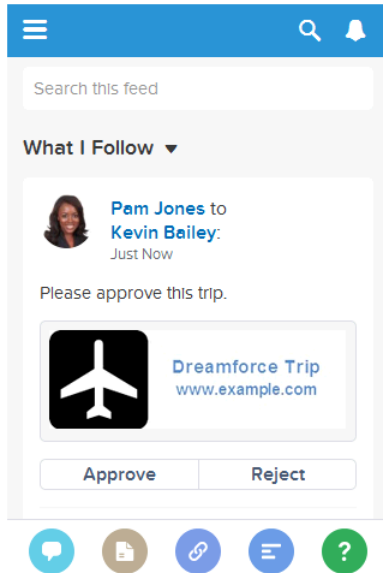 Search this feed
What I Follow
Pam Jones to
Kevin Bailey:
Just Now
Please approve this trip.
Dreamforce Trip
www.example.com
Approve Reject
?